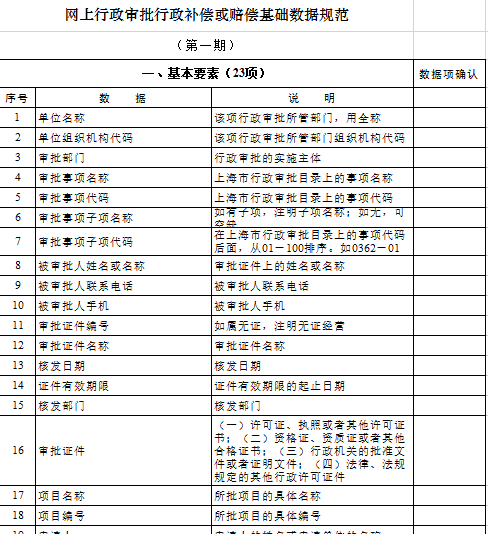 网上行政审批行政补偿或赔偿基础数据规范
（第一期）
一、基本要素（23项） 数据项确认
序号 数 据 说 明
1 单位名称 该项行政审批所管部门，用全称
2 单位组织机构代码 该项行政审批所管部门组织机构代码
3 审批部门 行政审批的实施主体
4 审批事项名称 上海市行政审批目录上的事项名称
5 审批事项代码 上海市行政审批目录上的事项代码
6 审批事项子项名称 如有子项，注明子项名称；如无，可
7 审批事项子项代码 在上海市行政审批目录上的事项代码
后面，从01－100排序。如0362－01
8 被审批人姓名或名称 审批证件上的姓名或名称
9 被审批人联系电话 被审批人联系电话
10 被审批人手机 被审批人手机
11 审批证件编号 如属无证，注明无证经营
12 审批证件名称 审批证件名称
13 核发日期 核发日期
14 证件有效期限 证件有效期限的起止日期
15 核发部门 核发部门
16 审批证件 （一）许可证、执照或者其他许可证
书；（二）资格证、资质证或者其他
合格证书；（三）行政机关的批准文
件或者证明文件；（四）法律、法规
规定的其他行政许可证件
17 项目名称 所批项目的具体名称
18 项目编号 所批项目的具体编号